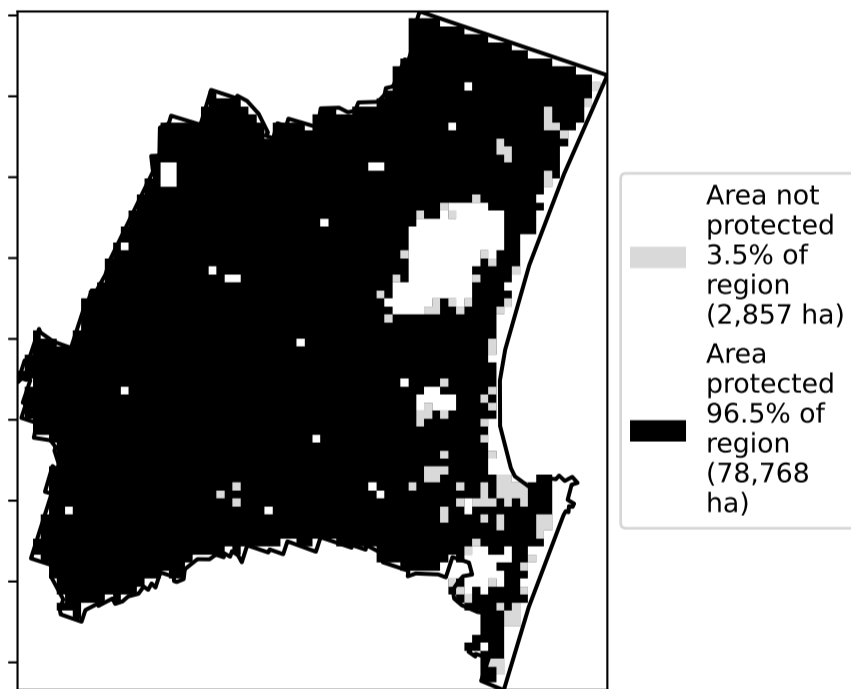 Area not
protected
3.5% of
region
(2,857 ha)
Area
protected
96.5% of
region
(78,768
ha)